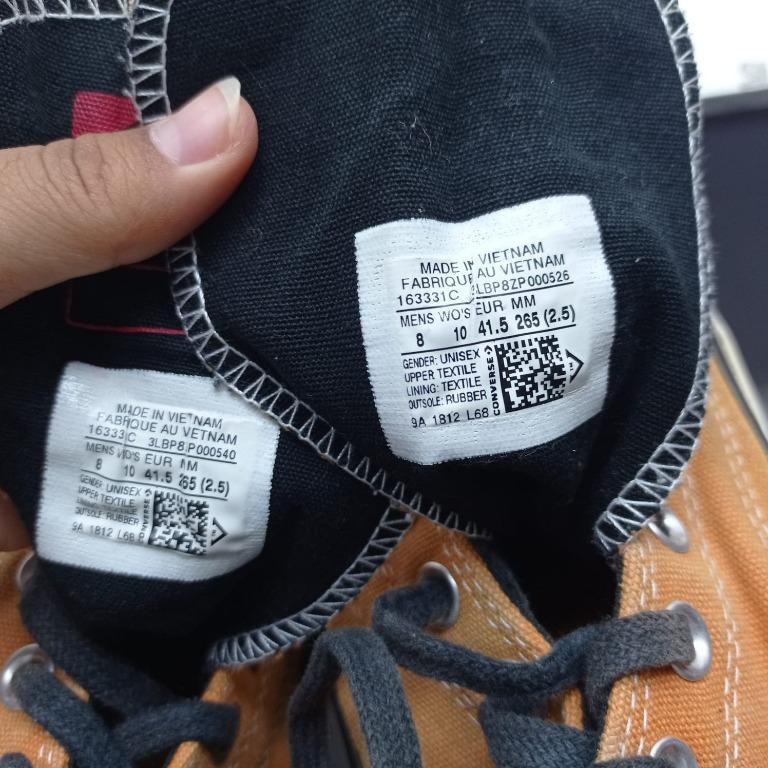 MADE IN VIETNAM
FABRIQUE AU VIETNAM
163331C 3LBP8ZP000526
MENS WO'S EUR MM
8 10 41.5 265 (2.5)
GENDER: UNISEX
UPPER TEXTILE
LINING: TEXTILE
OUTSOLE: RUBBER
CONVERSE
9A 1812 L68
MADE IN VIETNAM
FABRIQUE AU VIETNAM
MENS WO'S EUR MM
8 10 41.5 265 (2.5)
GENDER: UNISEX
UPPER TEXTILE
LINING: TEXTILE
OUTSOLE: RUBBER
CONVERSE
9A 1812 L68